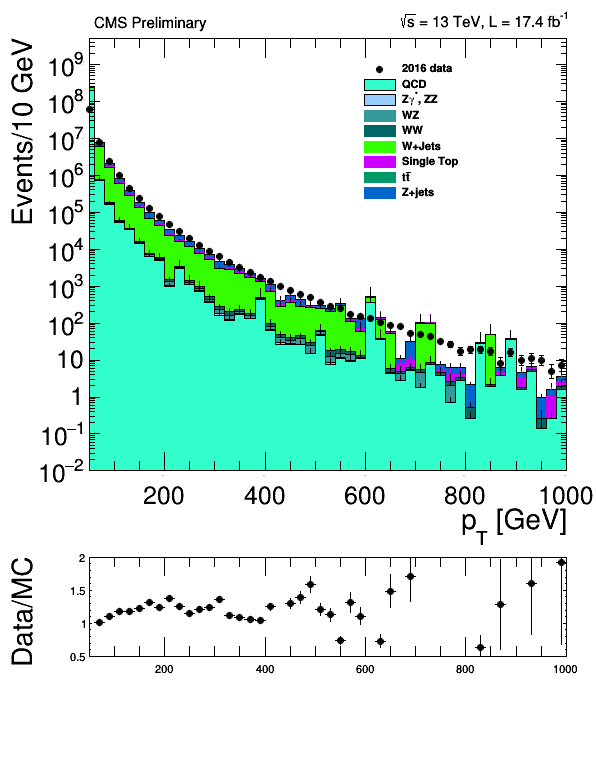 CMS Preliminary
√s = 13 TeV, L = 17.4 fb⁻¹
Events/10 GeV
10⁹
10⁸
10⁷
10⁶
10⁵
10⁴
10³
10²
10
1
10⁻¹
10⁻²
2016 data
QCD
Zγ*, ZZ
WZ
WW
W+Jets
Single Top
tt̄
Z+jets
200 400 600 800 1000
p_T [GeV]
Data/MC
2
1.5
1
0.5
200 400 600 800 1000